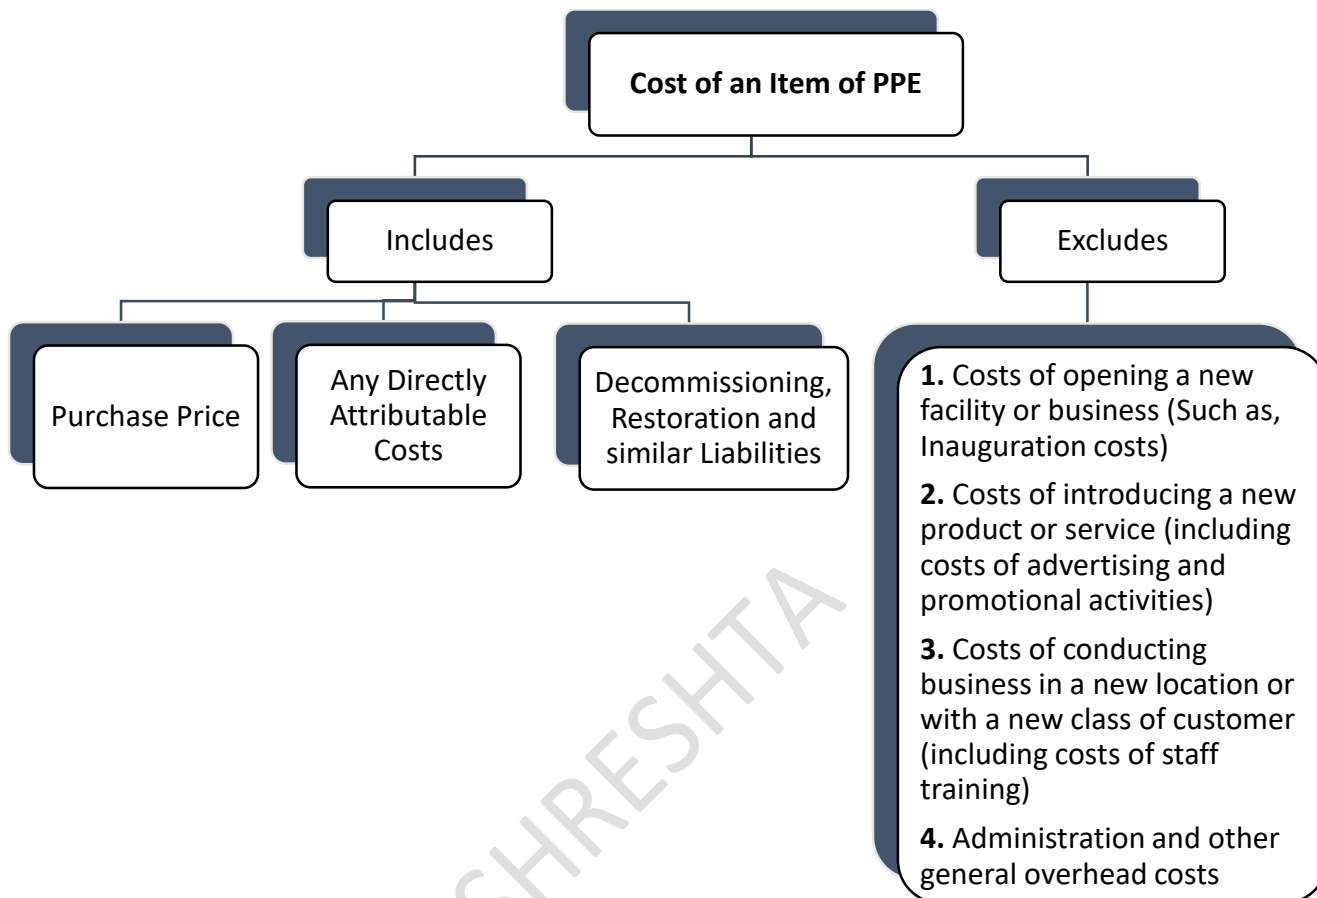 Cost of an Item of PPE
Includes
Excludes
Purchase Price
Any Directly
Attributable
Costs
Decommissioning,
Restoration and
similar Liabilities
1. Costs of opening a new
facility or business (Such as,
Inauguration costs)
2. Costs of introducing a new
product or service (including
costs of advertising and
promotional activities)
3. Costs of conducting
business in a new location or
with a new class of customer
(including costs of staff
training)
4. Administration and other
general overhead costs
SHRESHTA